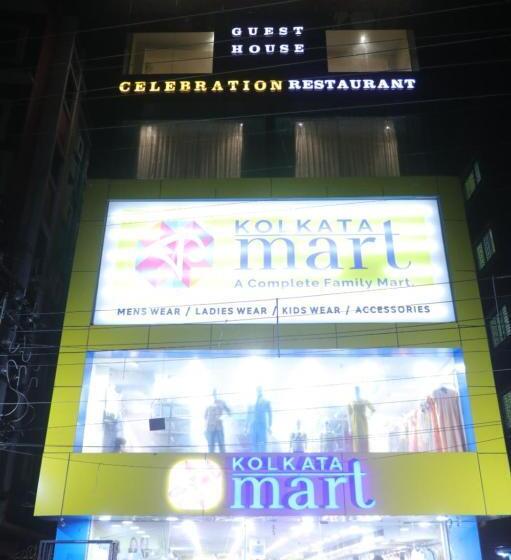 GUEST
HOUSE
CELEBRATION RESTAURANT
KOLKATA
mart
A Complete Family Mart.
MENS WEAR / LADIES WEAR / KIDS WEAR / ACCESSORIES
KOLKATA
mart